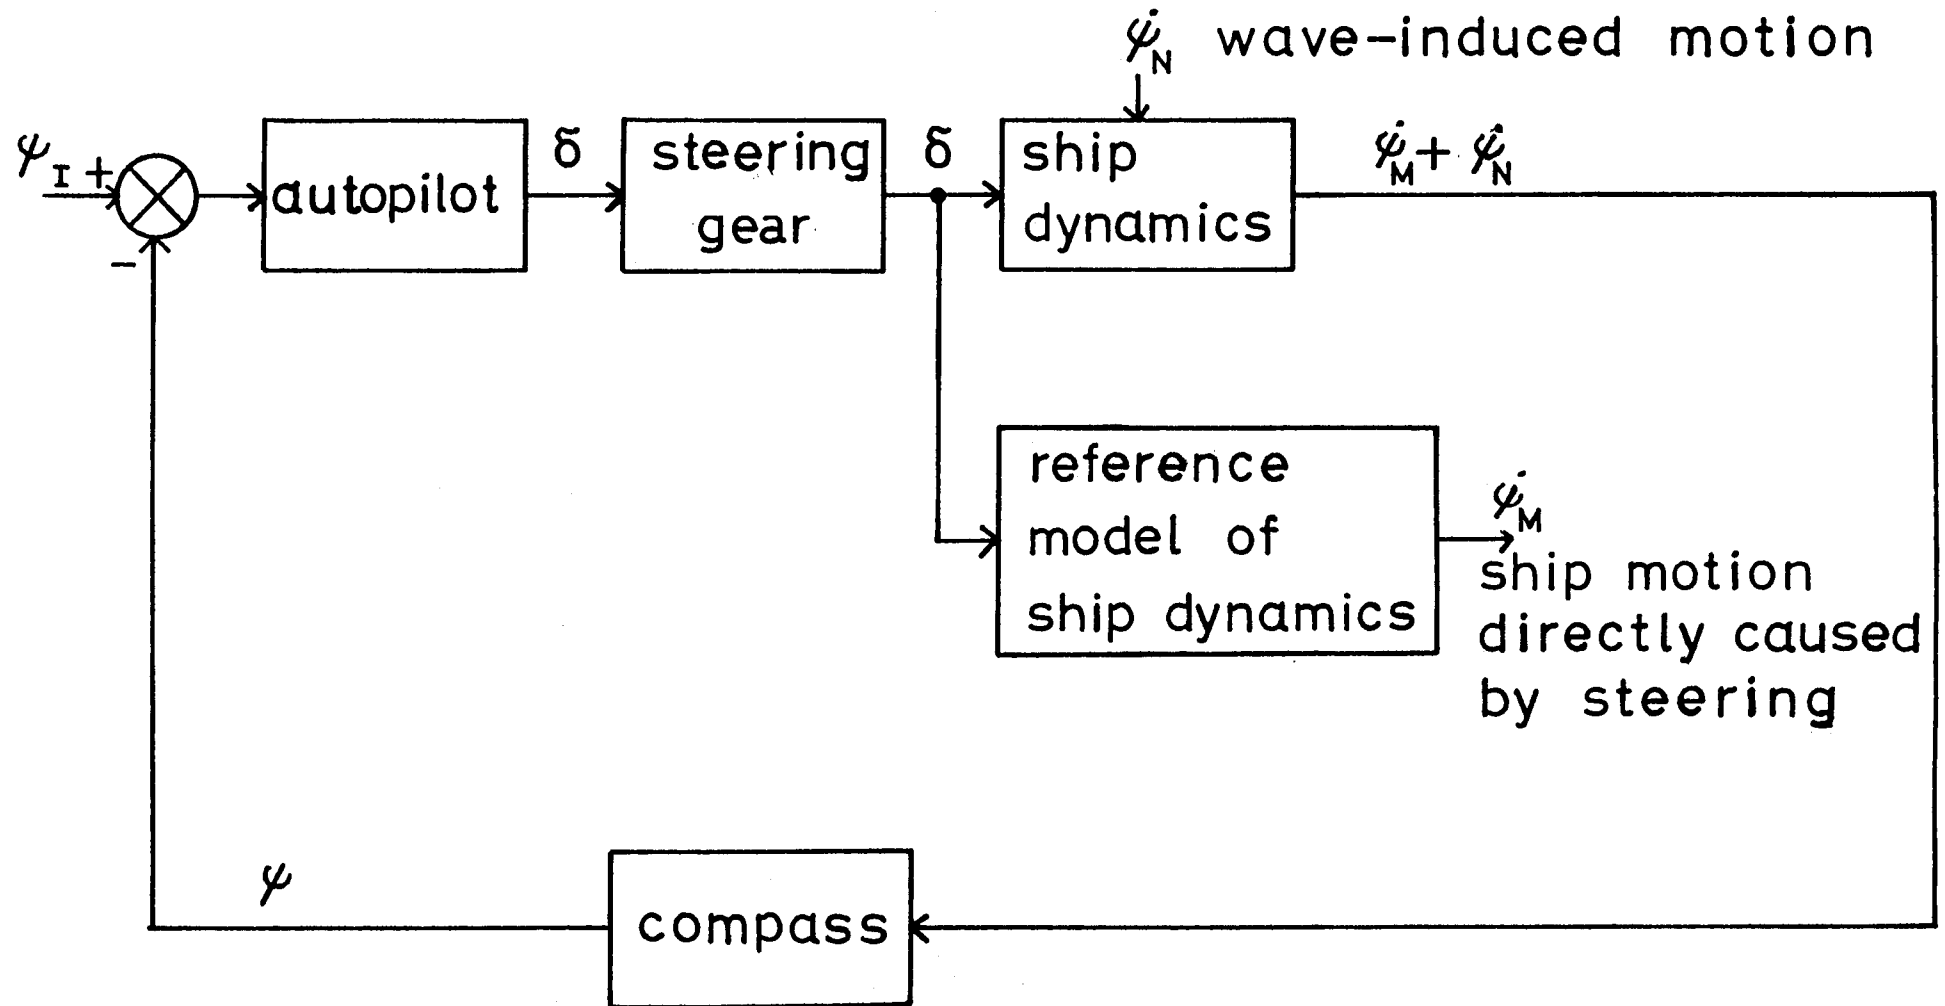 ψ̇N wave-induced motion
ψI +
-
autopilot
δ
steering
gear
δ
ship
dynamics
ψ̇M + ψ̇N
reference
model of
ship dynamics
ψ̇M
ship motion
directly caused
by steering
ψ
compass